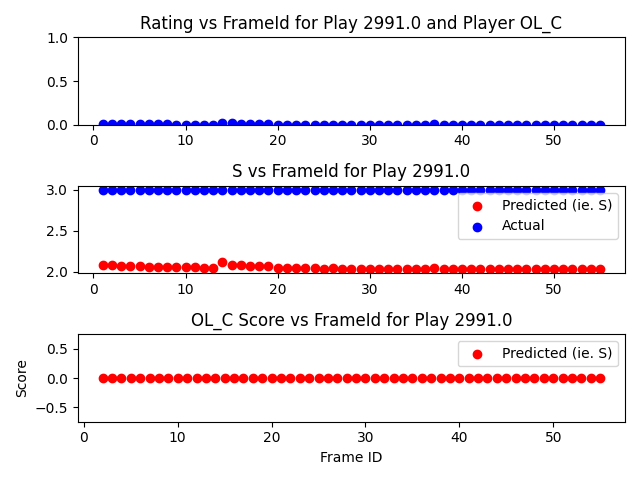 Rating vs FrameId for Play 2991.0 and Player OL_C
1.0
0.5
0.0
0 10 20 30 40 50
S vs FrameId for Play 2991.0
3.0
2.5
2.0
Predicted (ie. S)
Actual
0 10 20 30 40 50
OL_C Score vs FrameId for Play 2991.0
Score
0.5
0.0
−0.5
Predicted (ie. S)
0 10 20 30 40 50
Frame ID